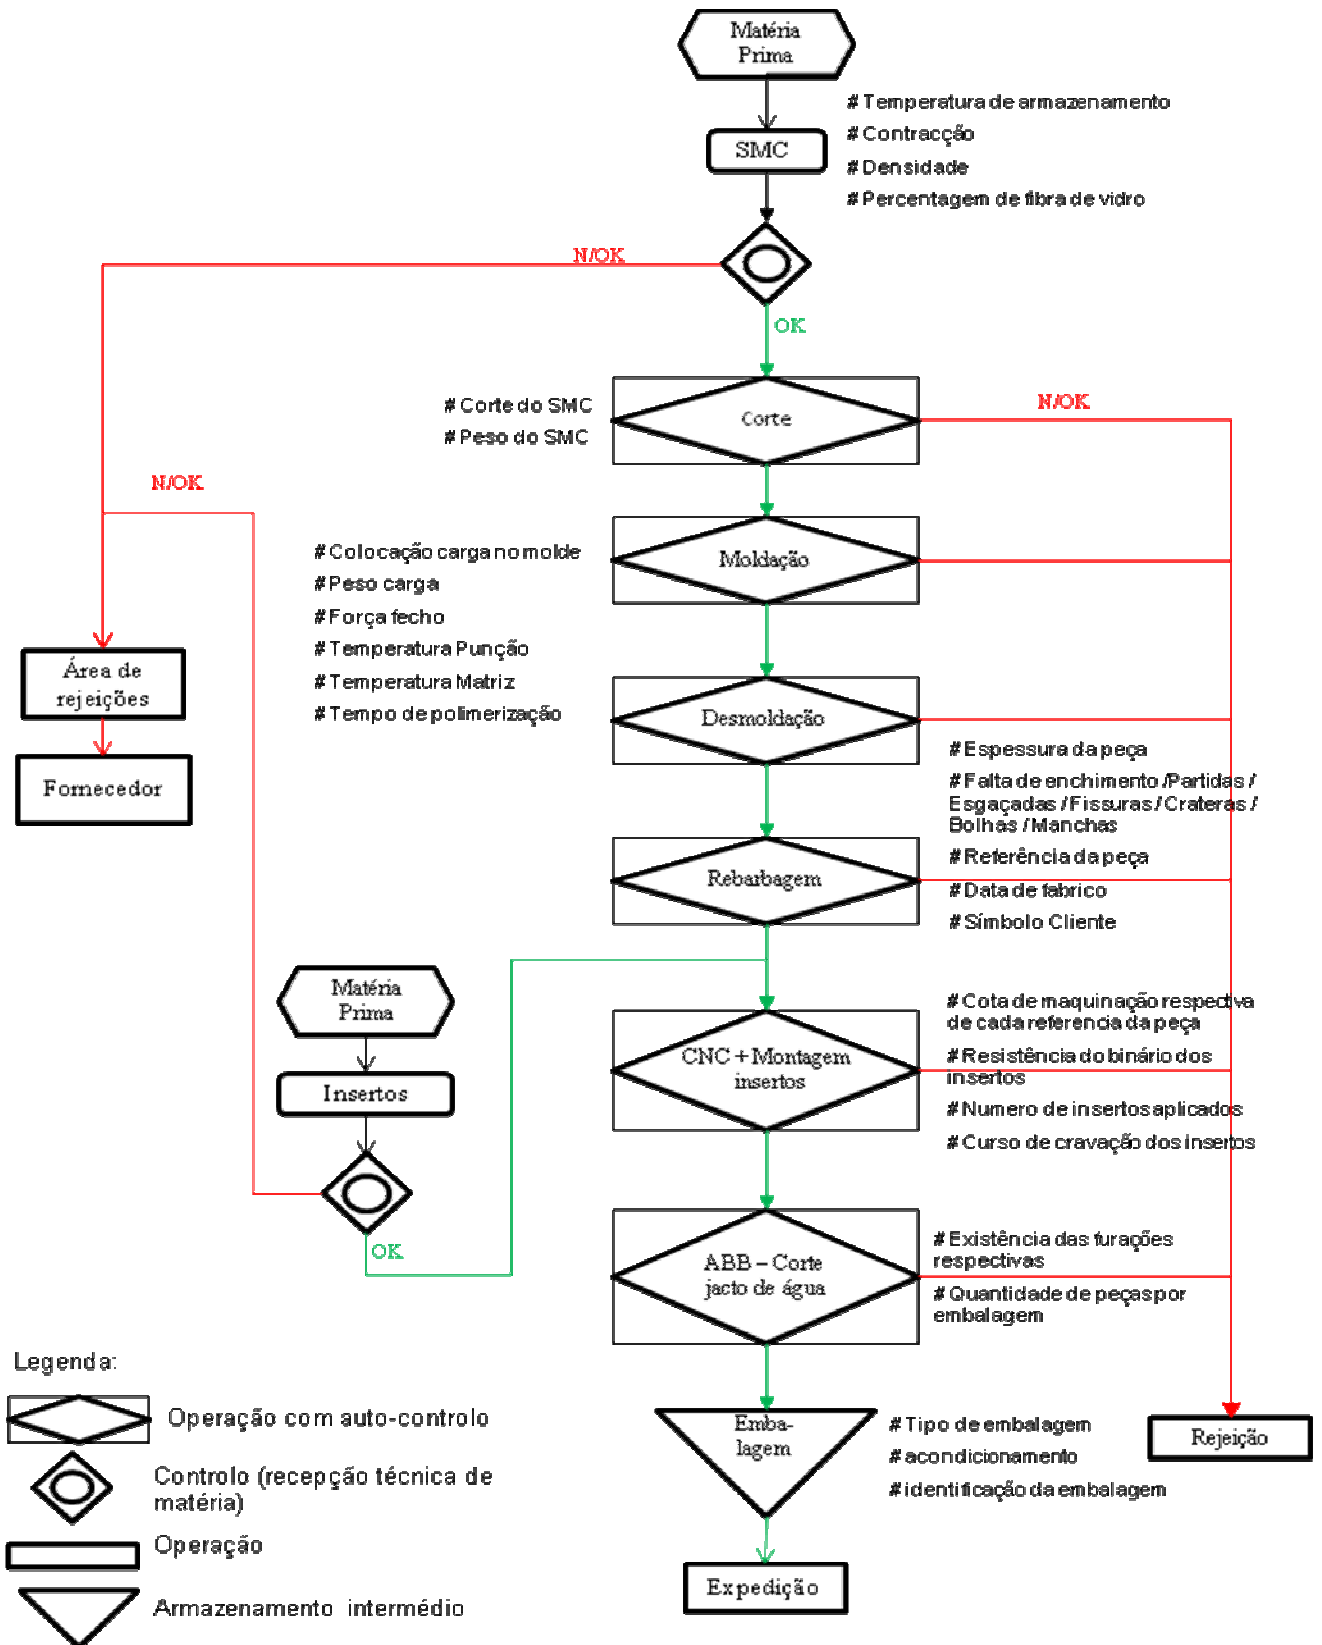 Matéria
Prima
# Temperatura de armazenamento
SMC
# Contracção
# Densidade
# Percentagem de fibra de vidro
N/OK
OK
# Corte do SMC
# Peso do SMC
Corte
N/OK
N/OK
# Colocação carga no molde
# Peso carga
# Força fecho
# Temperatura Punção
# Temperatura Matriz
# Tempo de polimerização
Moldação
Área de
rejeições
Fornecedor
Desmoldação
# Espessura da peça
# Falta de enchimento /Partidas /
Esgaçadas / Fissuras / Crateras /
Bolhas / Manchas
Rebarbagem
# Referência da peça
# Data de fabrico
# Símbolo Cliente
Matéria
Prima
Insertos
OK
CNC + Montagem
insertos
# Cota de maquinação respectiva
de cada referencia da peça
# Resistência do binário dos
insertos
# Numero de insertos aplicados
# Curso de cravação dos insertos
ABB – Corte
jacto de água
# Existência das furações
respectivas
# Quantidade de peças por
embalagem
Emba-
lagem
# Tipo de embalagem
# acondicionamento
# identificação da embalagem
Rejeição
Expedição
Legenda:
Operação com auto-controlo
Controlo (recepção técnica de
matéria)
Operação
Armazenamento intermédio